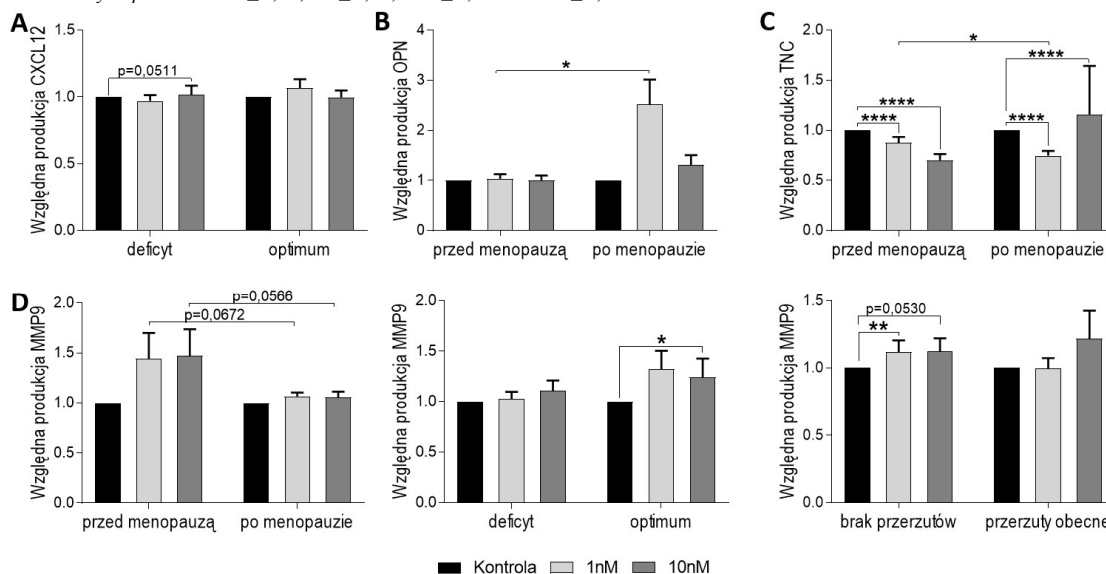 A
Względna produkcja CXCL12
1.5
1.0
0.5
0.0
p=0,0511
deficyt
optimum
B
Względna produkcja OPN
4
3
2
1
0
*
przed menopauzą
po menopauzie
C
Względna produkcja TNC
2.0
1.5
1.0
0.5
0.0
*
****
****
****
****
przed menopauzą
po menopauzie
D
Względna produkcja MMP9
2.0
1.5
1.0
0.5
0.0
p=0,0566
p=0,0672
przed menopauzą
po menopauzie
Względna produkcja MMP9
2.0
1.5
1.0
0.5
0.0
*
deficyt
optimum
Względna produkcja MMP9
1.5
1.0
0.5
0.0
p=0,0530
**
brak przerzutów
przerzuty obecne
Kontrola 1nM 10nM